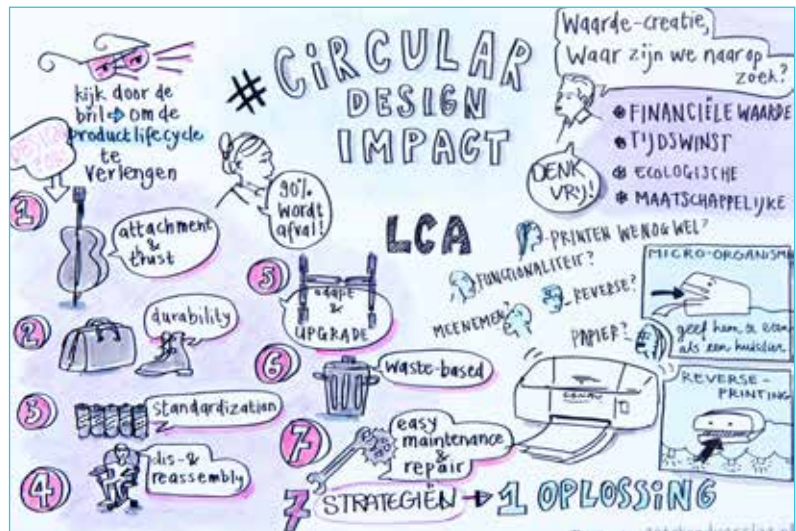 # CIRCULAR
DESIGN
IMPACT
kijk door de
bril → om de
product lifecycle
te
verlengen
90%
wordt
afval!
Waarde-creatie,
Waar zijn we naar op
zoek?
DENK
VRIJ!
* FINANCIËLE WAARDE
* TIJDSWINST
* ECOLOGISCHE
* MAATSCHAPPELIJKE
1
attachment
&
trust
2
durability
3
standardization
4
dis- &
reassembly
5
adapt
&
UPGRADE
6
waste-based
7
easy
maintenance
&
repair
7 STRATEGIËN → 1 OPLOSSING
LCA
PRINTEN WE NOG WEL?
FUNCTIONALITEIT?
REVERSE?
MEENEMEN?
PAPIER?
MICRO-ORGANISME
geef hem te eten
als een huisdier
REVERSE-
PRINTING